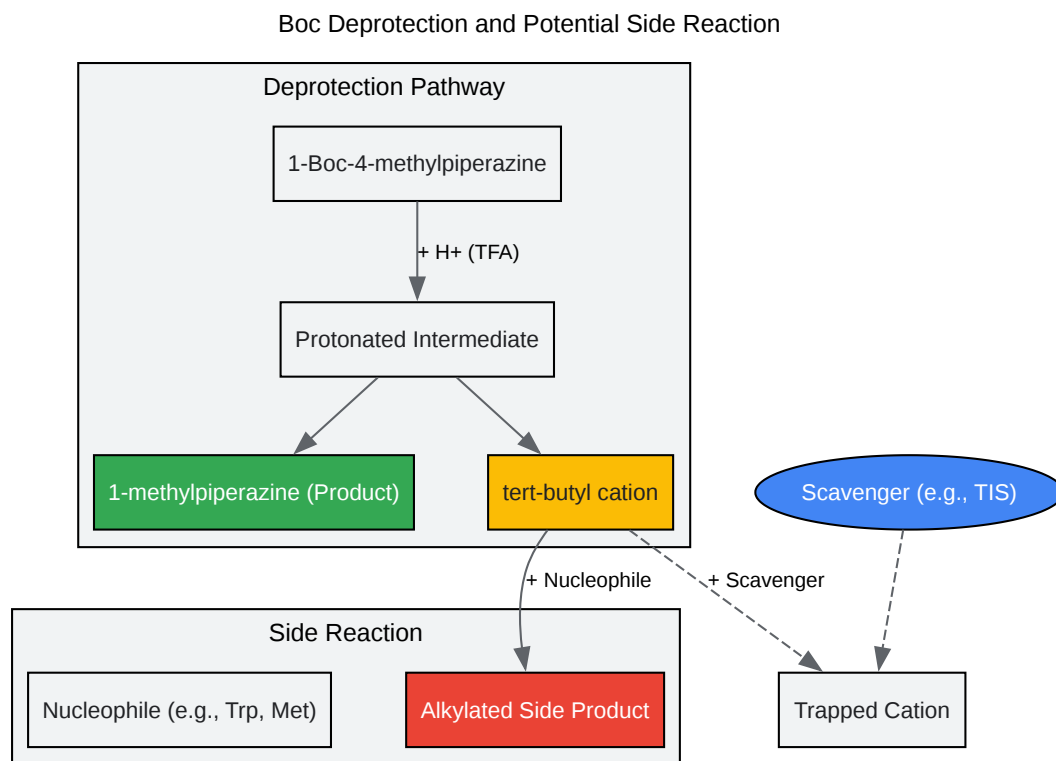 Boc Deprotection and Potential Side Reaction
Deprotection Pathway
1-Boc-4-methylpiperazine
+ H+ (TFA)
Protonated Intermediate
1-methylpiperazine (Product)
tert-butyl cation
Scavenger (e.g., TIS)
+ Nucleophile
+ Scavenger
Side Reaction
Nucleophile (e.g., Trp, Met)
Alkylated Side Product
Trapped Cation